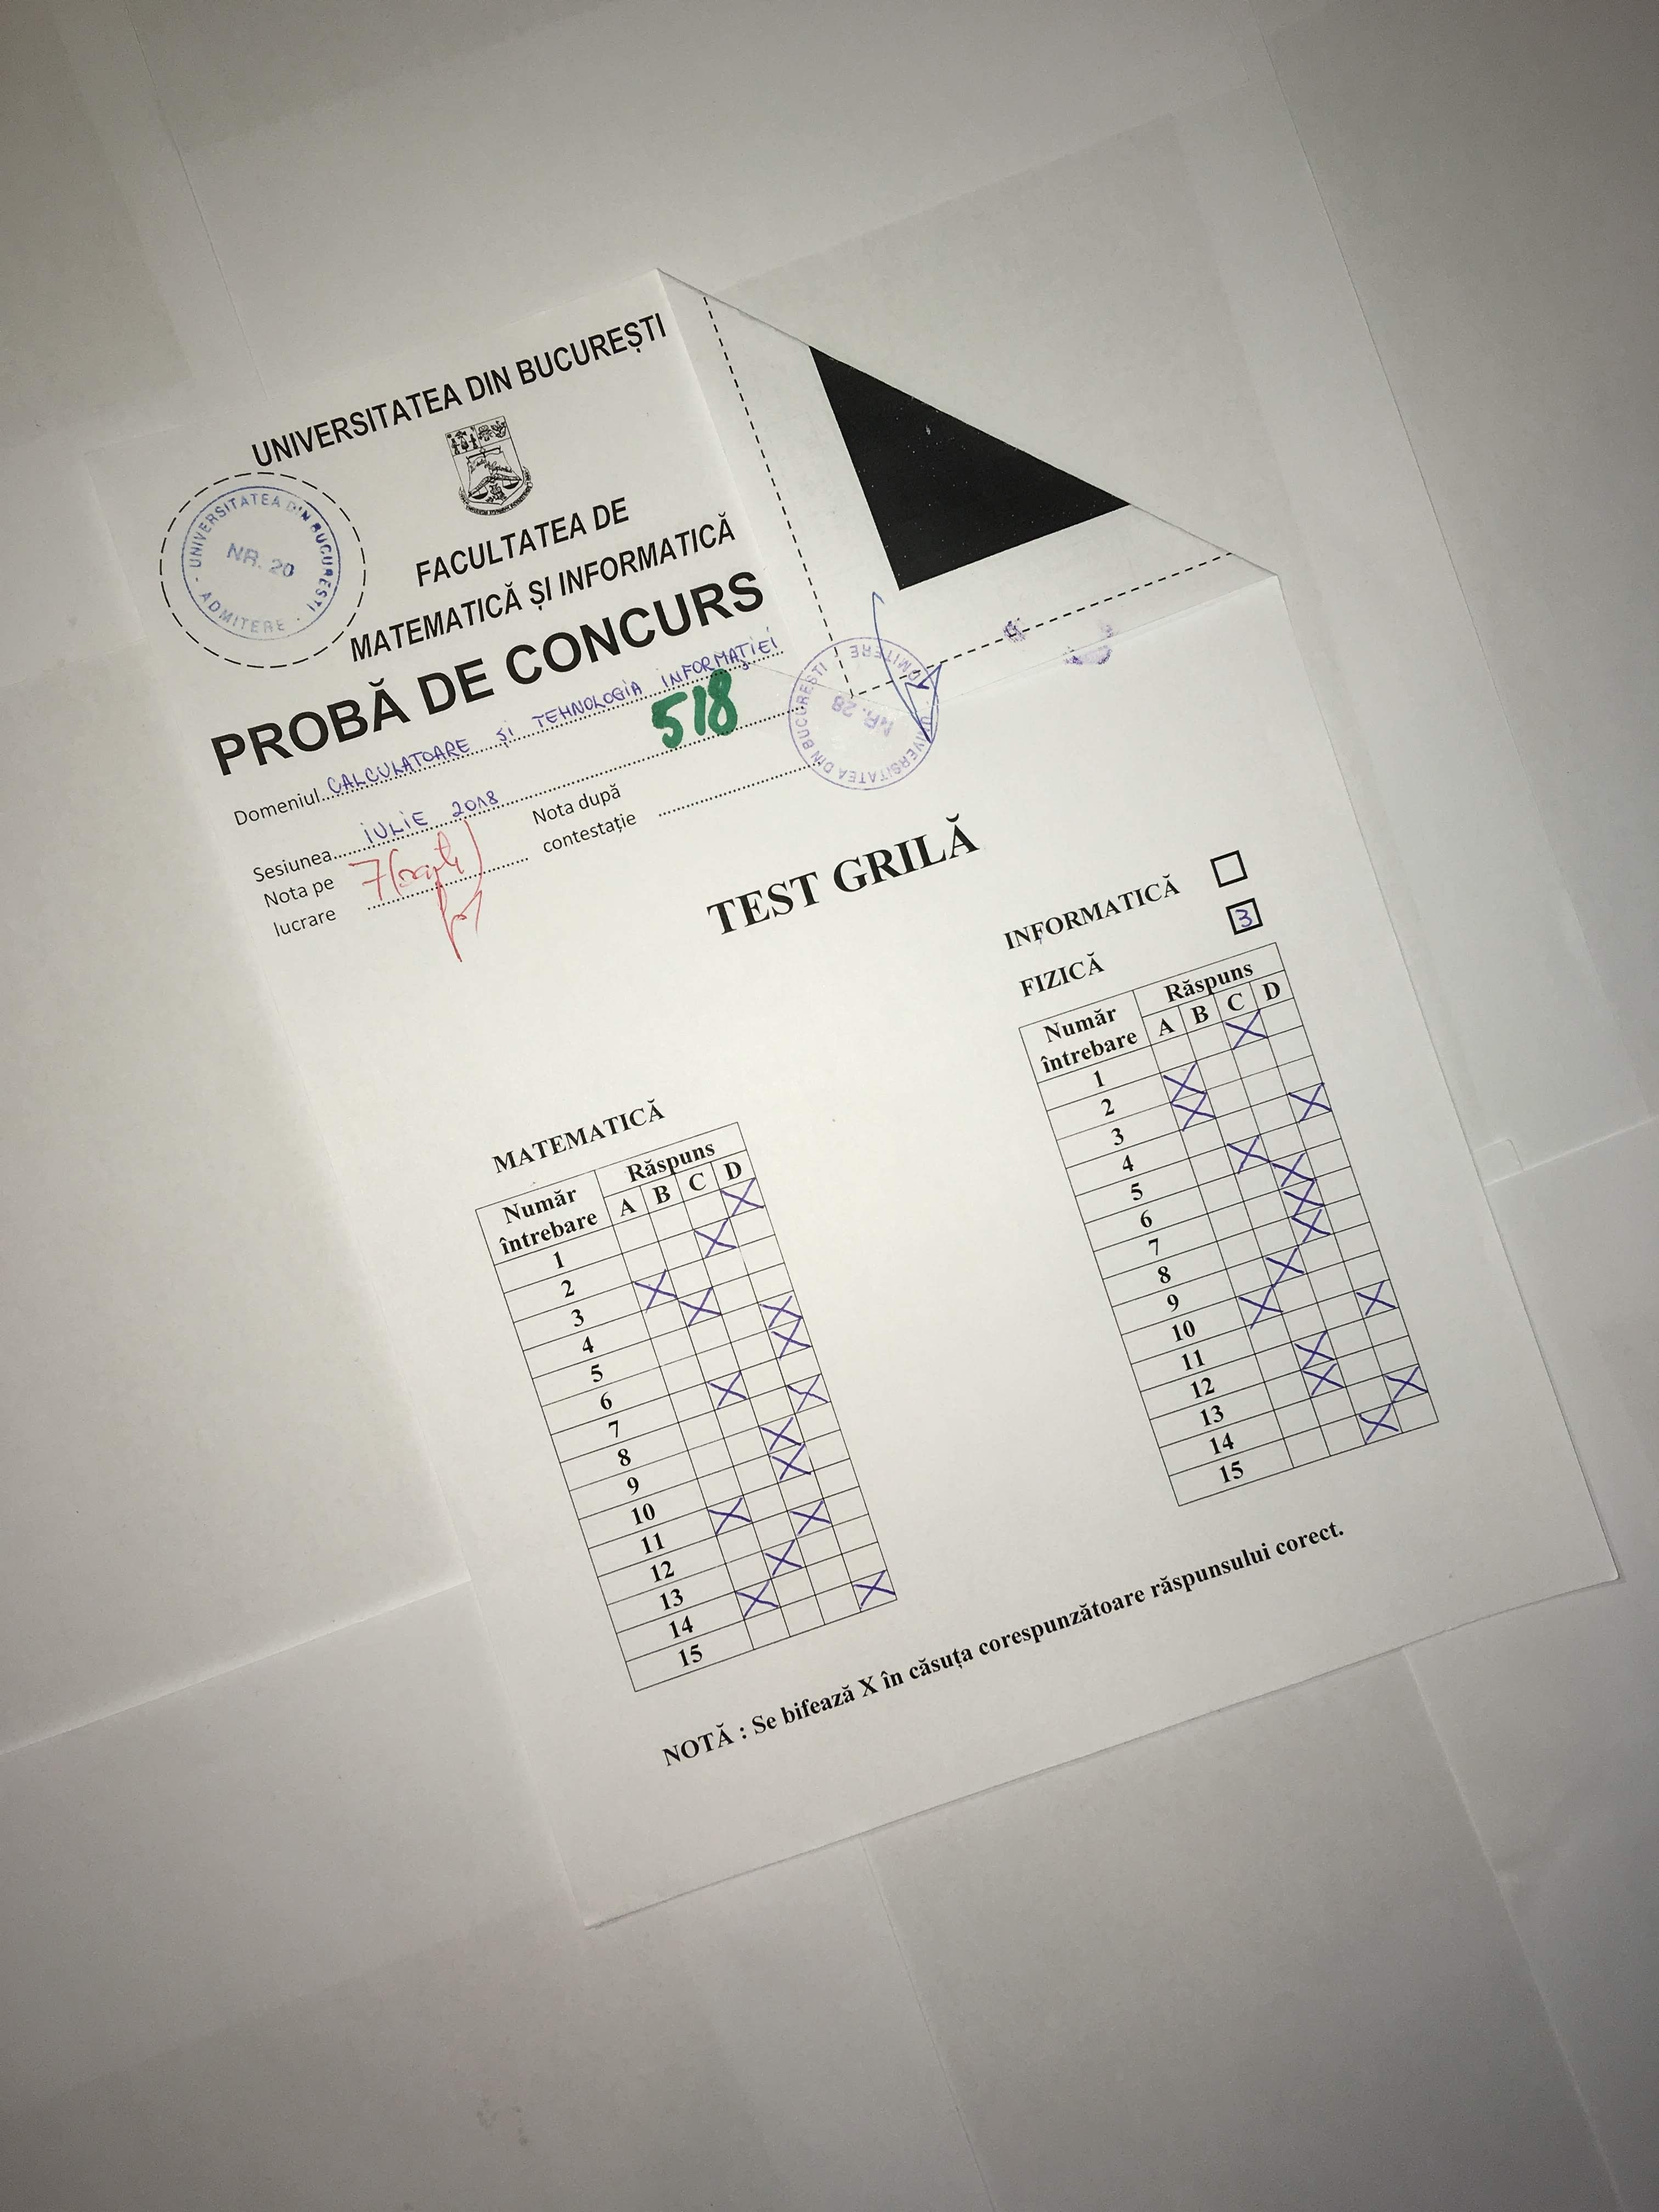 UNIVERSITATEA DIN BUCUREȘTI
FACULTATEA DE
MATEMATICĂ ȘI INFORMATICĂ
UNIVERSITATEA DIN BUCUREȘTI
NR. 20
ADMITERE
PROBĂ DE CONCURS
Domeniul CALCULATOARE ȘI TEHNOLOGIA INFORMAȚIEI
518
Sesiunea IULIE 2018
Nota pe
lucrare
7
Nota după
contestație
UNIVERSITATEA DIN BUCUREȘTI
NR. 28
ADMITERE
TEST GRILĂ
INFORMATICĂ
FIZICĂ 3
MATEMATICĂ
Număr
întrebare
Răspuns
A B C D
1
2
3
4
5
6
7
8
9
10
11
12
13
14
15
Număr
întrebare
Răspuns
A B C D
1
2
3
4
5
6
7
8
9
10
11
12
13
14
15
NOTĂ : Se bifează X în căsuța corespunzătoare răspunsului corect.